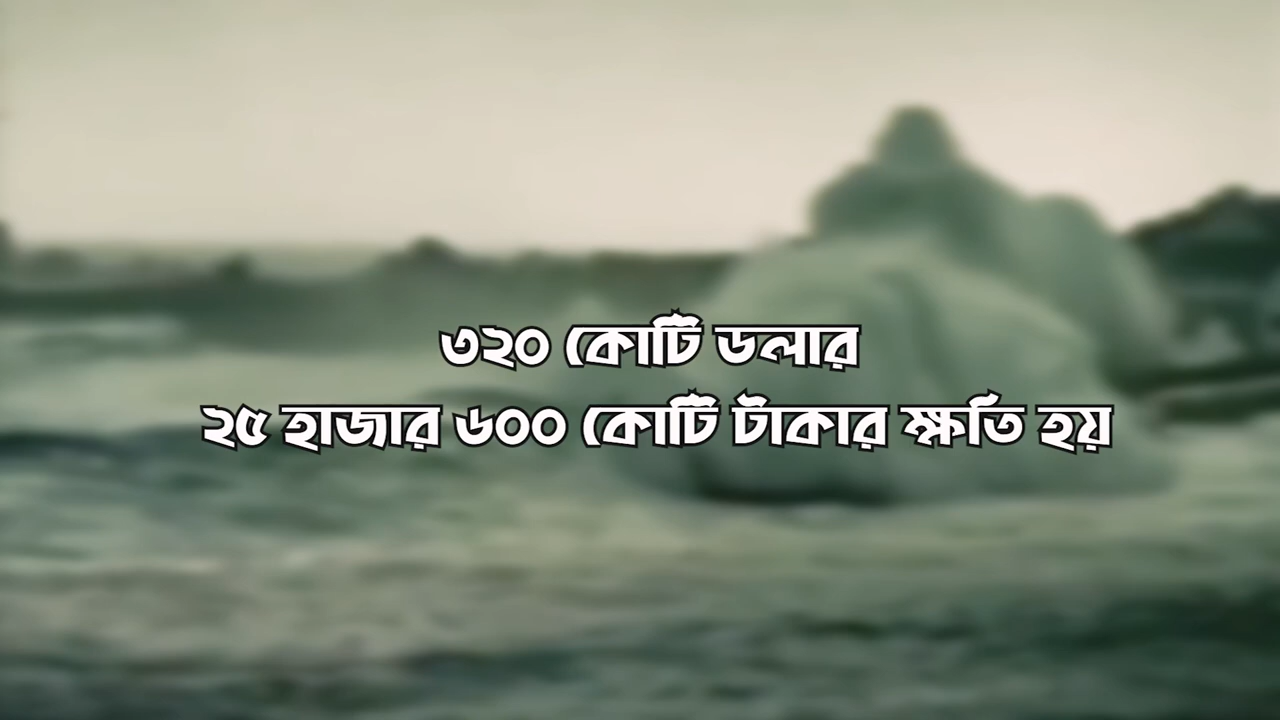 ৩২০ কোটি ডলার
২৫ হাজার ৬০০ কোটি টাকার ক্ষতি হয়